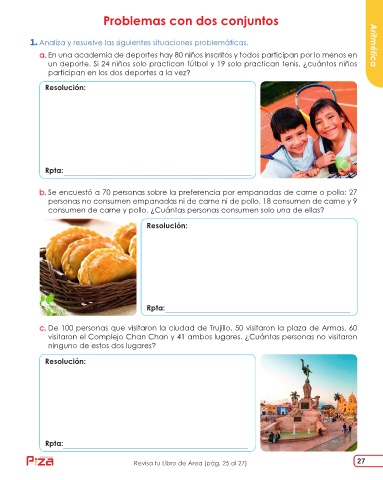 Problemas con dos conjuntos
Aritmética
1. Analiza y resuelve las siguientes situaciones problemáticas.
a. En una academia de deportes hay 80 niños inscritos y todos participan por lo menos en
un deporte. Si 24 niños solo practican fútbol y 19 solo practican tenis, ¿cuántos niños
participan en los dos deportes a la vez?
Resolución:
Rpta:
b. Se encuestó a 70 personas sobre la preferencia por empanadas de carne o pollo: 27
personas no consumen empanadas ni de carne ni de pollo, 18 consumen de carne y 9
consumen de carne y pollo. ¿Cuántas personas consumen solo una de ellas?
Resolución:
Rpta:
c. De 100 personas que visitaron la ciudad de Trujillo, 50 visitaron la plaza de Armas, 60
visitaron el Complejo Chan Chan y 41 ambos lugares. ¿Cuántas personas no visitaron
ninguno de estos dos lugares?
Resolución:
Rpta:
Pizza
Revisa tu Libro de Área (pág. 25 al 27)
27